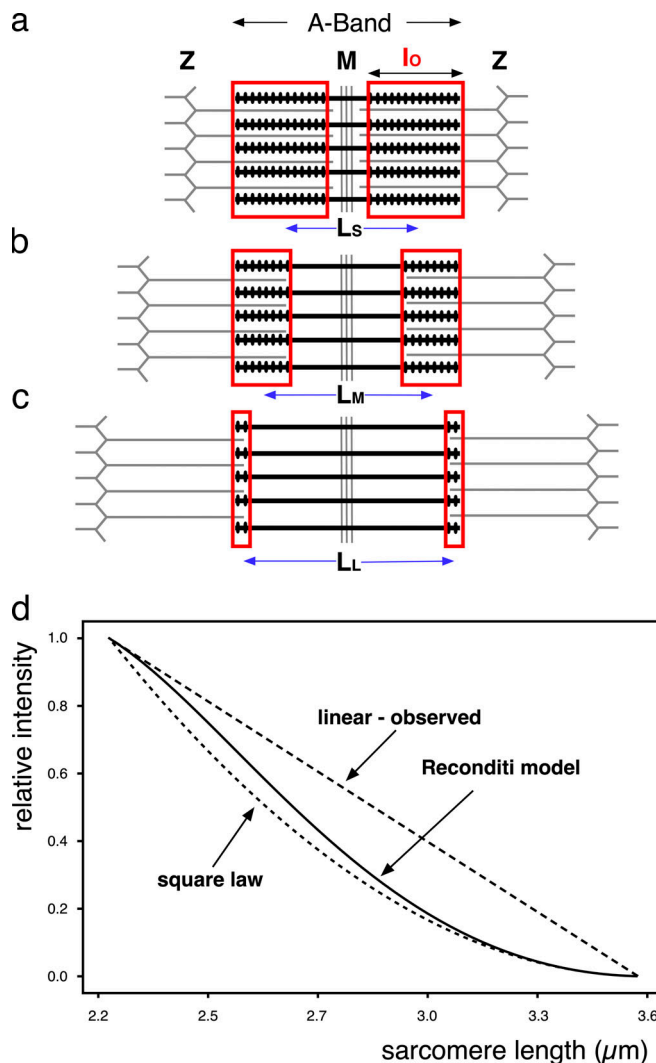 a
A-Band
Z M lo Z
Ls
b
LM
c
LL
d
relative intensity
1.0
0.8
0.6
0.4
0.2
0.0
linear - observed
Reconditi model
square law
2.2 2.5 2.7 3.0 3.3 3.6
sarcomere length (µm)